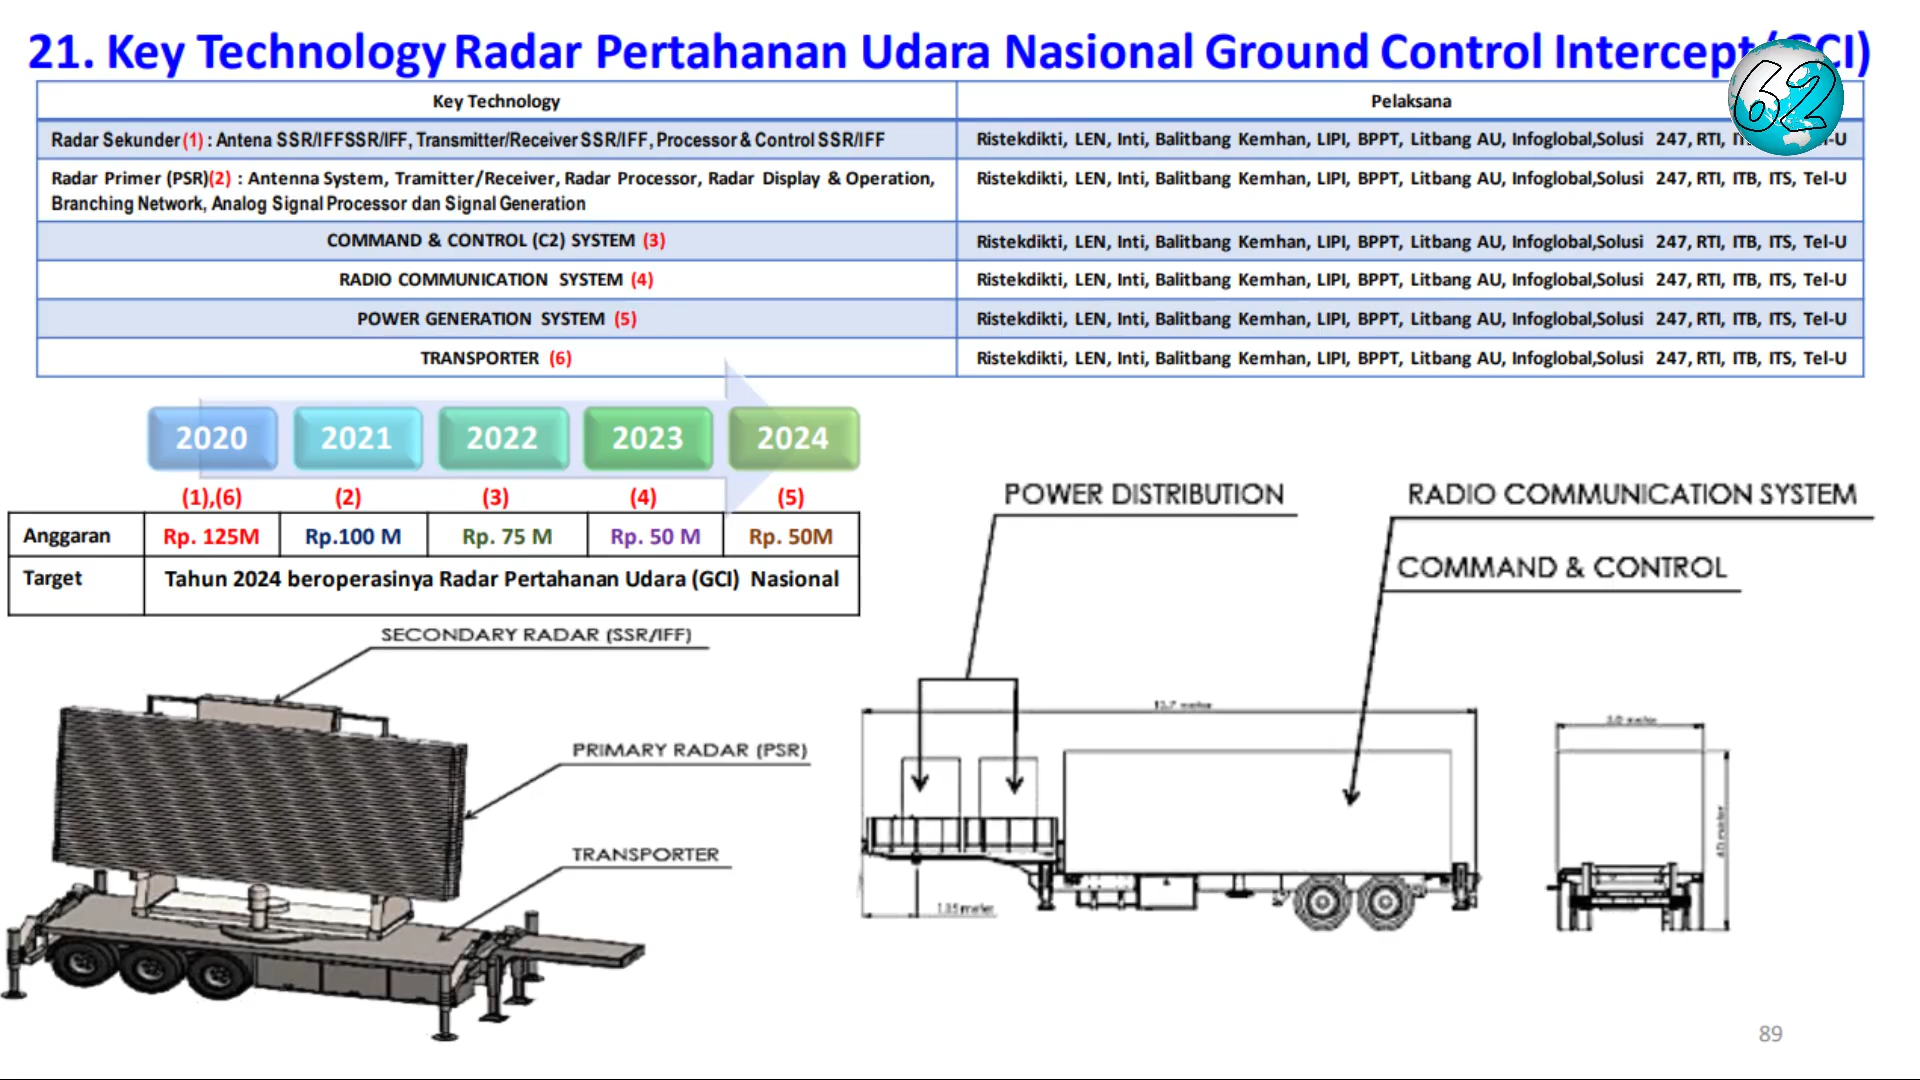 21. Key Technology Radar Pertahanan Udara Nasional Ground Control Intercept (GCI)
62
Key Technology
Pelaksana
Radar Sekunder (1) : Antena SSR/IFFSSR/IFF, Transmitter/Receiver SSR/IFF, Processor & Control SSR/IFF
Ristekdikti, LEN, Inti, Balitbang Kemhan, LIPI, BPPT, Litbang AU, Infoglobal,Solusi 247, RTI,
Radar Primer (PSR)(2) : Antenna System, Tramitter/Receiver, Radar Processor, Radar Display & Operation,
Branching Network, Analog Signal Processor dan Signal Generation
Ristekdikti, LEN, Inti, Balitbang Kemhan, LIPI, BPPT, Litbang AU, Infoglobal,Solusi 247, RTI, ITB, ITS, Tel-U
COMMAND & CONTROL (C2) SYSTEM (3)
Ristekdikti, LEN, Inti, Balitbang Kemhan, LIPI, BPPT, Litbang AU, Infoglobal,Solusi 247, RTI, ITB, ITS, Tel-U
RADIO COMMUNICATION SYSTEM (4)
Ristekdikti, LEN, Inti, Balitbang Kemhan, LIPI, BPPT, Litbang AU, Infoglobal,Solusi 247, RTI, ITB, ITS, Tel-U
POWER GENERATION SYSTEM (5)
Ristekdikti, LEN, Inti, Balitbang Kemhan, LIPI, BPPT, Litbang AU, Infoglobal,Solusi 247, RTI, ITB, ITS, Tel-U
TRANSPORTER (6)
Ristekdikti, LEN, Inti, Balitbang Kemhan, LIPI, BPPT, Litbang AU, Infoglobal,Solusi 247, RTI, ITB, ITS, Tel-U
2020 2021 2022 2023 2024
(1),(6) (2) (3) (4) (5)
Anggaran Rp. 125M Rp.100 M Rp. 75 M Rp. 50 M Rp. 50M
Target Tahun 2024 beroperasinya Radar Pertahanan Udara (GCI) Nasional
SECONDARY RADAR (SSR/IFF)
PRIMARY RADAR (PSR)
TRANSPORTER
POWER DISTRIBUTION
RADIO COMMUNICATION SYSTEM
COMMAND & CONTROL
meter
meter
meter
meter
89